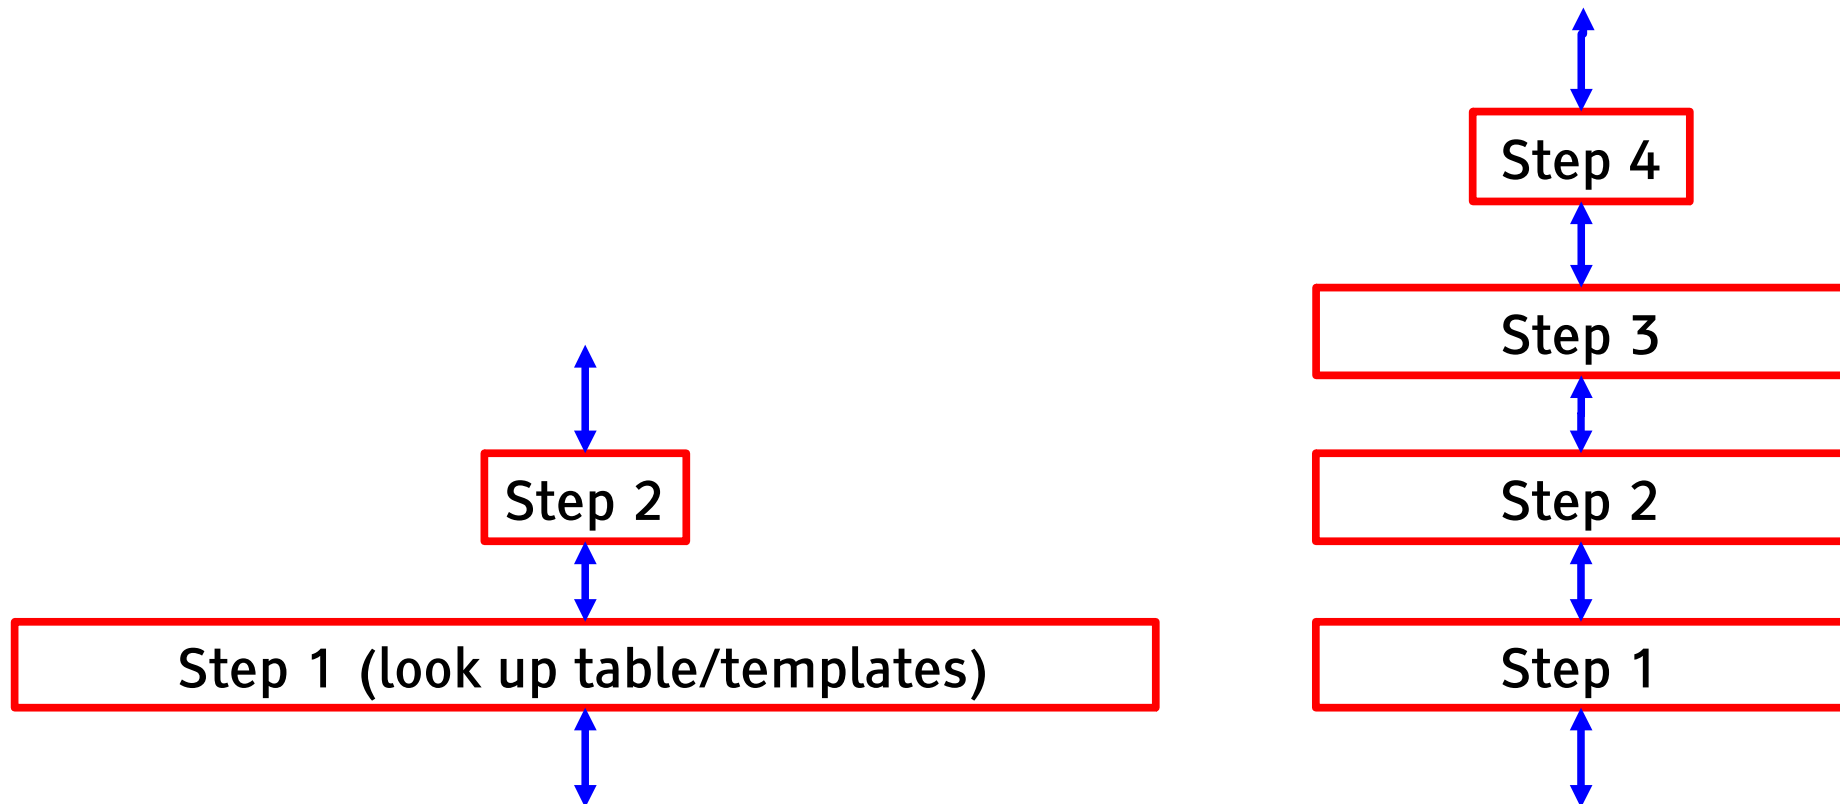 Step 2
Step 1 (look up table/templates)
Step 4
Step 3
Step 2
Step 1